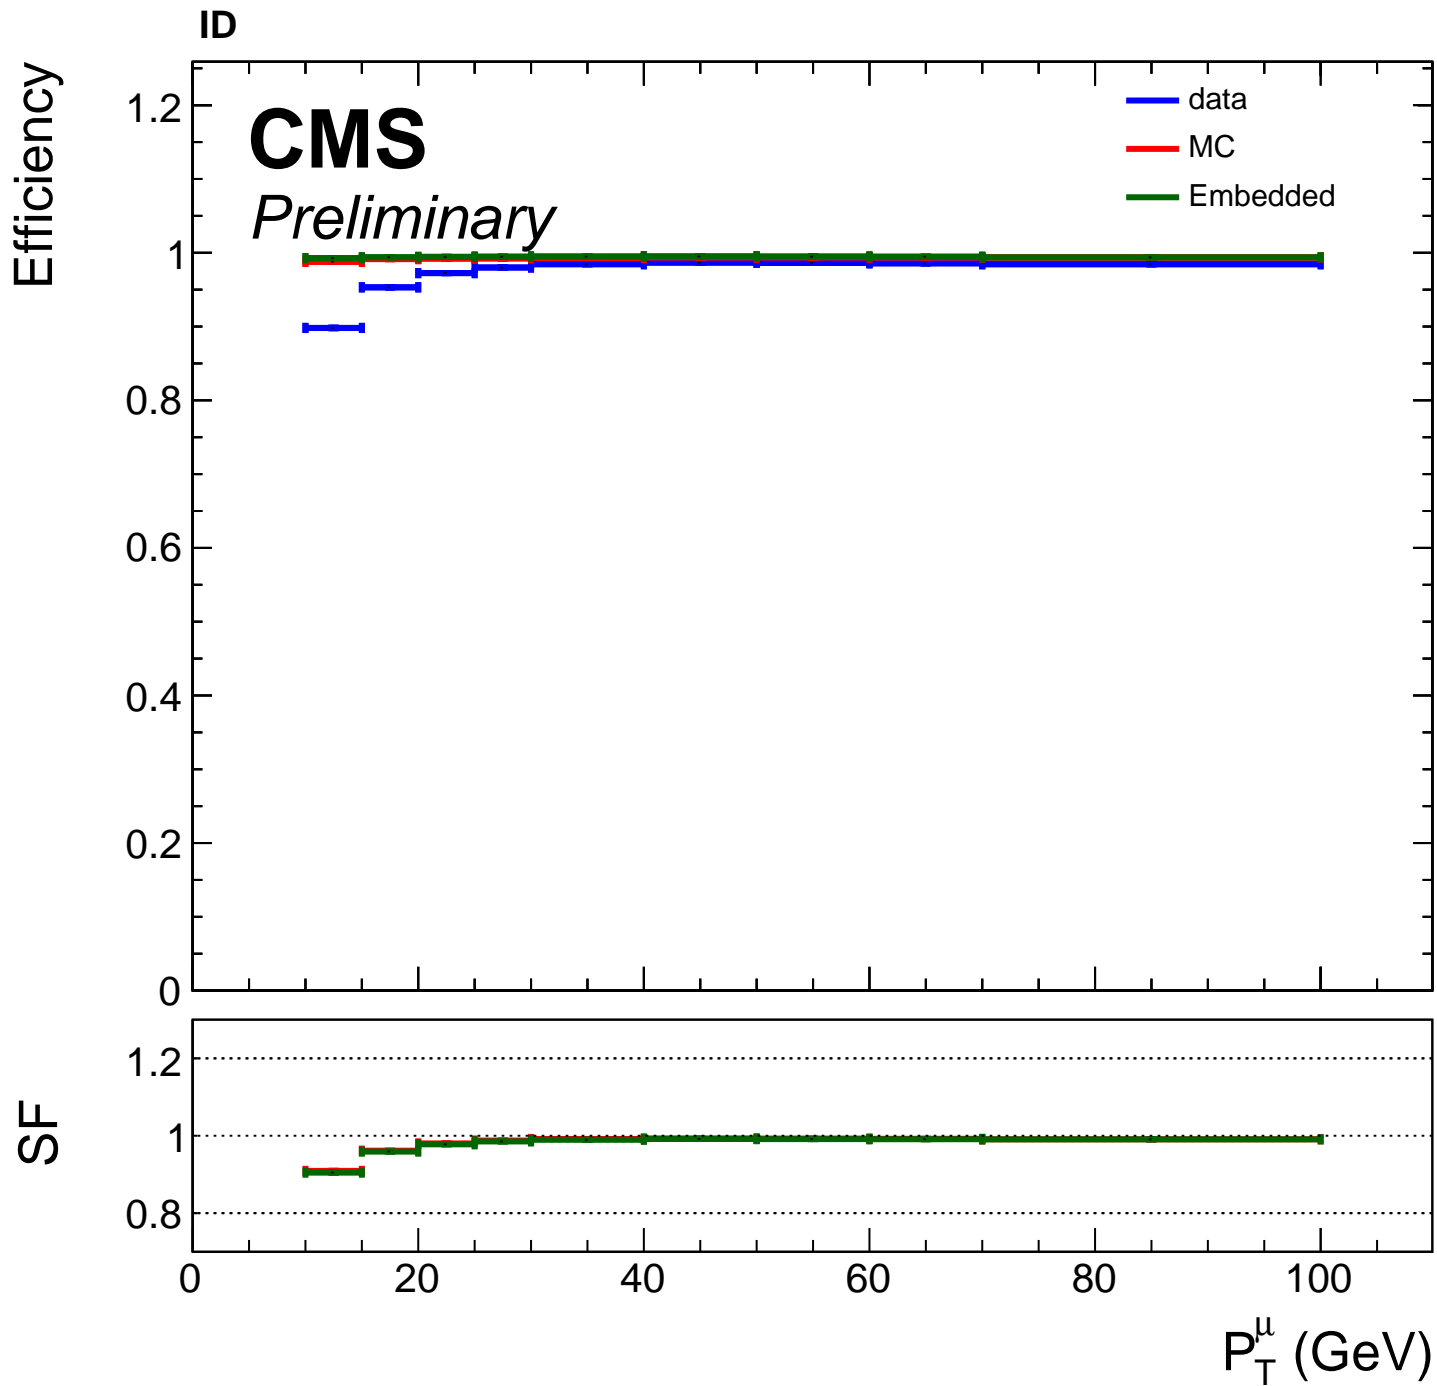 ID
Efficiency
CMS
Preliminary
data
MC
Embedded
1.2
1
0.8
0.6
0.4
0.2
0
SF
1.2
1
0.8
0 20 40 60 80 100
P_T^μ (GeV)